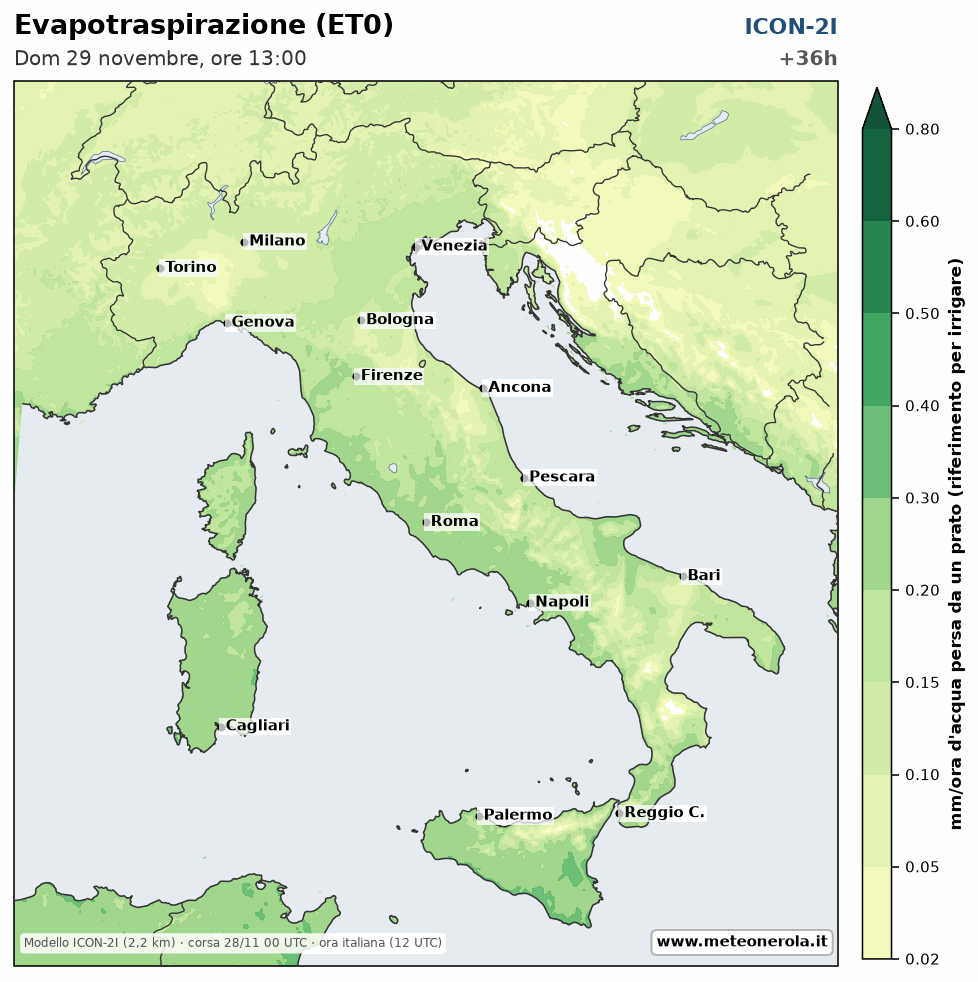 Evapotraspirazione (ET0)
ICON-2I
Dom 29 novembre, ore 13:00
+36h
Milano
Venezia
Torino
Genova
Bologna
Firenze
Ancona
Pescara
Roma
Bari
Napoli
Cagliari
Palermo
Reggio C.
0.80
0.60
0.50
0.40
0.30
0.20
0.15
0.10
0.05
0.02
mm/ora d'acqua persa da un prato (riferimento per irrigare)
Modello ICON-2I (2,2 km) · corsa 28/11 00 UTC · ora italiana (12 UTC)
www.meteonerola.it